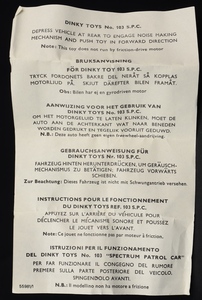 DINKY TOYS No. 103 S.P.C.
DEPRESS VEHICLE AT REAR TO ENGAGE NOISE MAKING
MECHANISM AND PUSH TOY IN FORWARD DIRECTION
Note: This toy does not run by friction-drive motor
BRUKSANVISNING
FÖR DINKY TOY 103 S.P.C.
TRYCK FORDONETS BAKRE DEL NERÅT SÅ KOPPLAS
MOTORLJUD PÅ. SKJUT DÄREFTER BILEN FRAMÅT.
Obs: Bilen har ej en gyrodriven motor
AANWIJZING VOOR HET GEBRUIK VAN
DINKY TOYS No. 103 S.P.C.
OM HET MOTORGELUID TE LATEN KLINKEN, MOET DE
AUTO AAN DE ACHTERKANT WAT NAAR BENEDEN
WORDEN GEDRUKT EN TEGELIJK VOORUIT GEDUWD.
N.B.: Deze auto heeft geen eigen
GEBRAUCHSANWEISUNG FÜR
DINKY TOYS Nr. 103 S.P.C.
FAHRZEUG HINTEN HERUNTERDRÜCKEN, UM GERÄUSCH-
MECHANISMUS ZU BETÄTIGEN; FAHRZEUG VORWÄRTS
SCHIEBEN.
Zur Beachtung: Dieses Fahrzeug ist nicht mit Schwungantrieb versehen.
INSTRUCTIONS POUR LE FONCTIONNEMENT
DU DINKY TOYS REF. 103 S.P.C.
APPUYEZ SUR L'ARRIÈRE DU VÉHICULE POUR
DÉCLENCHER LE MÉCANISME SONORE ET POUSSEZ
LE JOUET VERS L'AVANT.
Note: Ce jouet ne fonctionne pas par moteur à friction.
ISTRUZIONI PER IL FUNZIONAMENTO
DEL DINKY TOYS No. 103 "SPECTRUM PATROL CAR"
PER FAR FUNZIONARE IL CONGEGNO DEL RUMORE
PREMERE SULLA PARTE POSTERIORE DEL VEICOLO
SPINGENDOLO AVANTI.
N.B.: Il modellino non ha motore a frizione